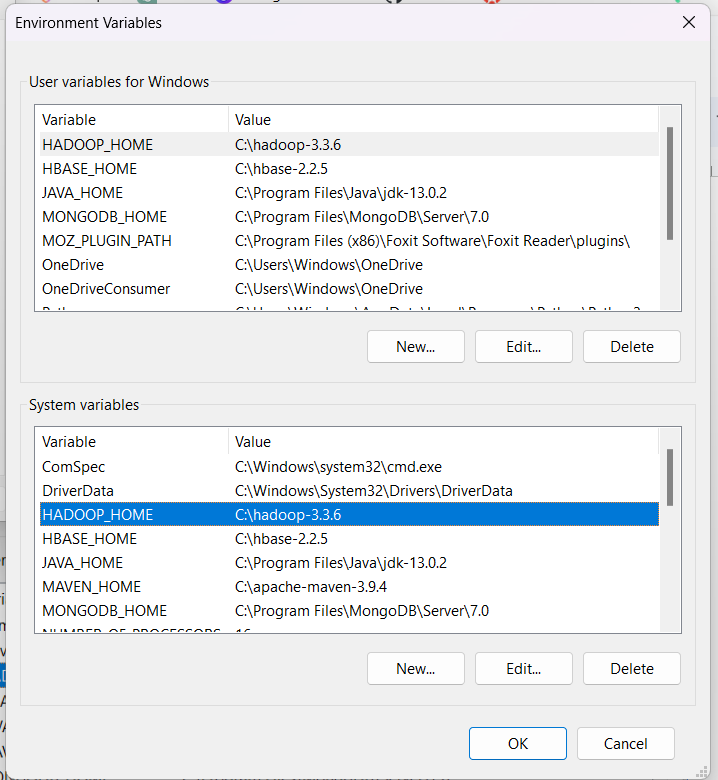 Environment Variables
User variables for Windows
Variable Value
HADOOP_HOME C:\hadoop-3.3.6
HBASE_HOME C:\hbase-2.2.5
JAVA_HOME C:\Program Files\Java\jdk-13.0.2
MONGODB_HOME C:\Program Files\MongoDB\Server\7.0
MOZ_PLUGIN_PATH C:\Program Files (x86)\Foxit Software\Foxit Reader\plugins\
OneDrive C:\Users\Windows\OneDrive
OneDriveConsumer C:\Users\Windows\OneDrive
New... Edit... Delete
System variables
Variable Value
ComSpec C:\Windows\system32\cmd.exe
DriverData C:\Windows\System32\Drivers\DriverData
HADOOP_HOME C:\hadoop-3.3.6
HBASE_HOME C:\hbase-2.2.5
JAVA_HOME C:\Program Files\Java\jdk-13.0.2
MAVEN_HOME C:\apache-maven-3.9.4
MONGODB_HOME C:\Program Files\MongoDB\Server\7.0
NUMBER_OF_PROCESSORS 16
New... Edit... Delete
OK Cancel